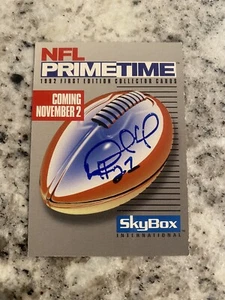 NFL
PRIMETIME
1992 FIRST EDITION COLLECTOR CARDS
COMING
NOVEMBER 2
SkyBox
INTERNATIONAL